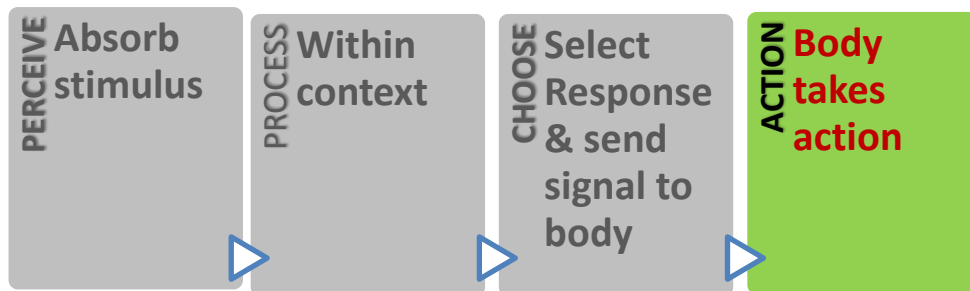 PERCEIVE
Absorb
stimulus
PROCESS
Within
context
CHOOSE
Select
Response
& send
signal to
body
ACTION
Body
takes
action